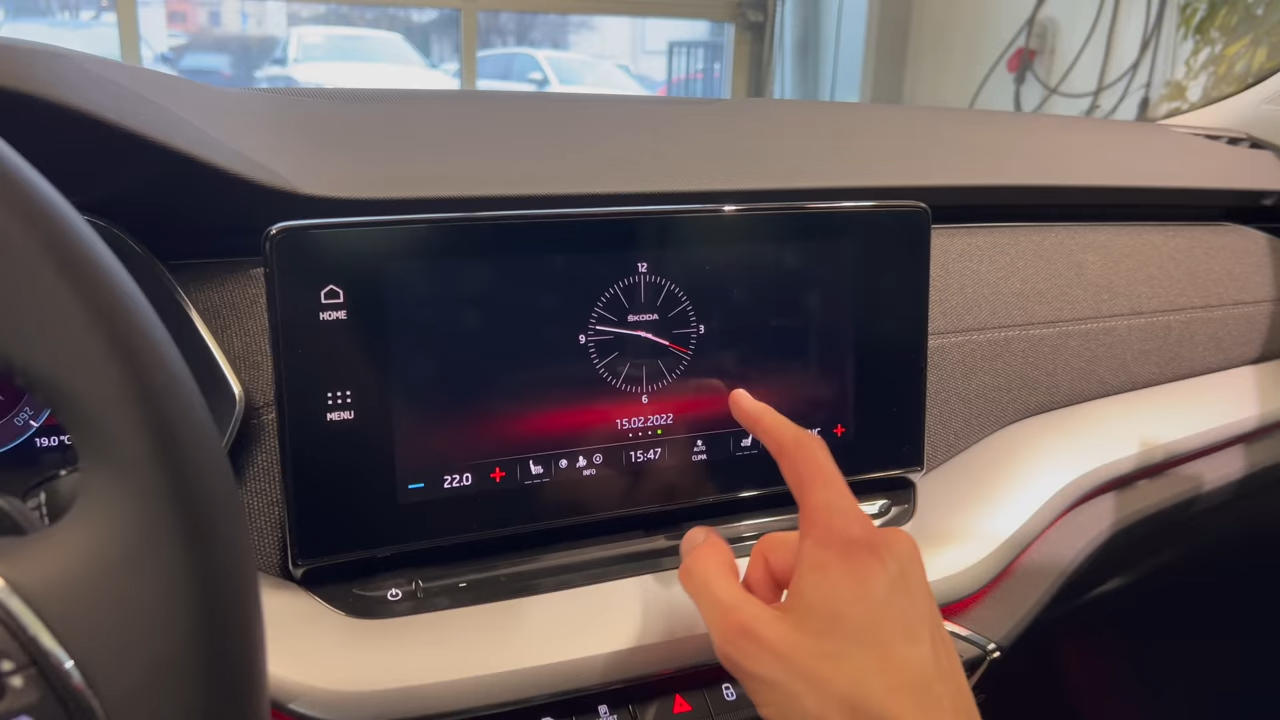 12
HOME
ŠKODA
9
3
MENU
6
15.02.2022
22.0
INFO
15:47
AUTO
CLIMA
092
19.0 °C